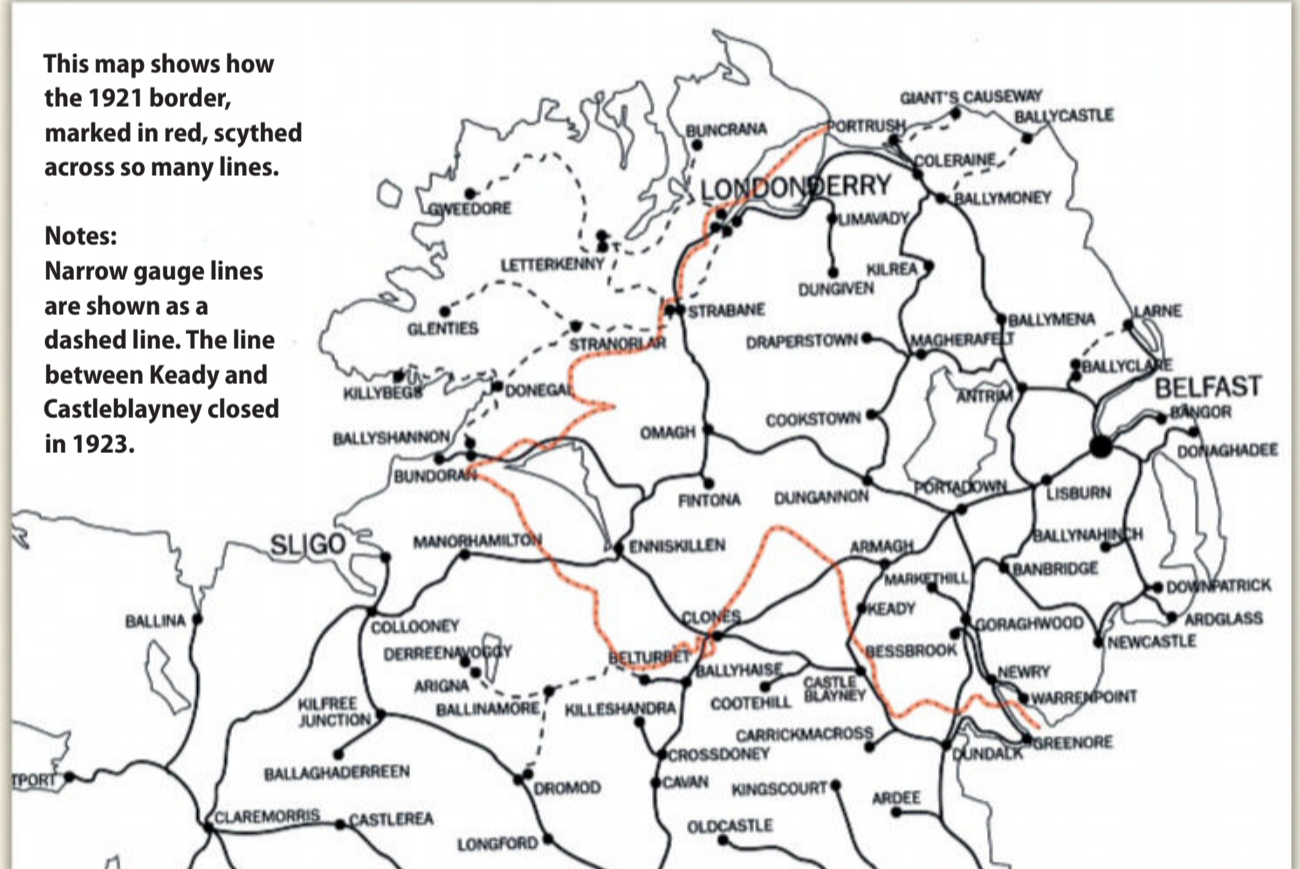 This map shows how
the 1921 border,
marked in red, scythed
across so many lines.
Notes:
Narrow gauge lines
are shown as a
dashed line. The line
between Keady and
Castleblayney closed
in 1923.
GIANT'S CAUSEWAY
BALLYCASTLE
BUNCRANA
PORTRUSH
COLERAINE
LONDONDERRY
BALLYMONEY
GWEEDORE
LIMAVADY
LETTERKENNY
KILREA
DUNGIVEN
STRABANE
LARNE
GLENTIES
BALLYMENA
STRANORLAR
DRAPERSTOWN
MAGHERAFELT
BALLYCLARE
KILLYBEGS
DONEGAL
ANTRIM
BELFAST
BANGOR
COOKSTOWN
BALLYSHANNON
OMAGH
DONAGHADEE
BUNDORAN
FINTONA
DUNGANNON
PORTADOWN
LISBURN
SLIGO
MANORHAMILTON
ENNISKILLEN
ARMAGH
BALLYNAHINCH
BANBRIDGE
MARKETHILL
DOWNPATRICK
BALLINA
COLLOONEY
CLONES
KEADY
GORAGHWOOD
ARDGLASS
NEWCASTLE
DERREENAVOGGY
BELTURBET
BALLYHAISE
BESSBROOK
ARIGNA
NEWRY
CASTLE
BLAYNEY
WARRENPOINT
KILFREE
JUNCTION
BALLINAMORE
KILLESHANDRA
COOTEHILL
CARRICKMACROSS
GREENORE
DUNDALK
CROSSDONEY
BALLAGHADERREEN
TPORT
DROMOD
CAVAN
KINGSCOURT
ARDEE
CLAREMORRIS
CASTLEREA
OLDCASTLE
LONGFORD